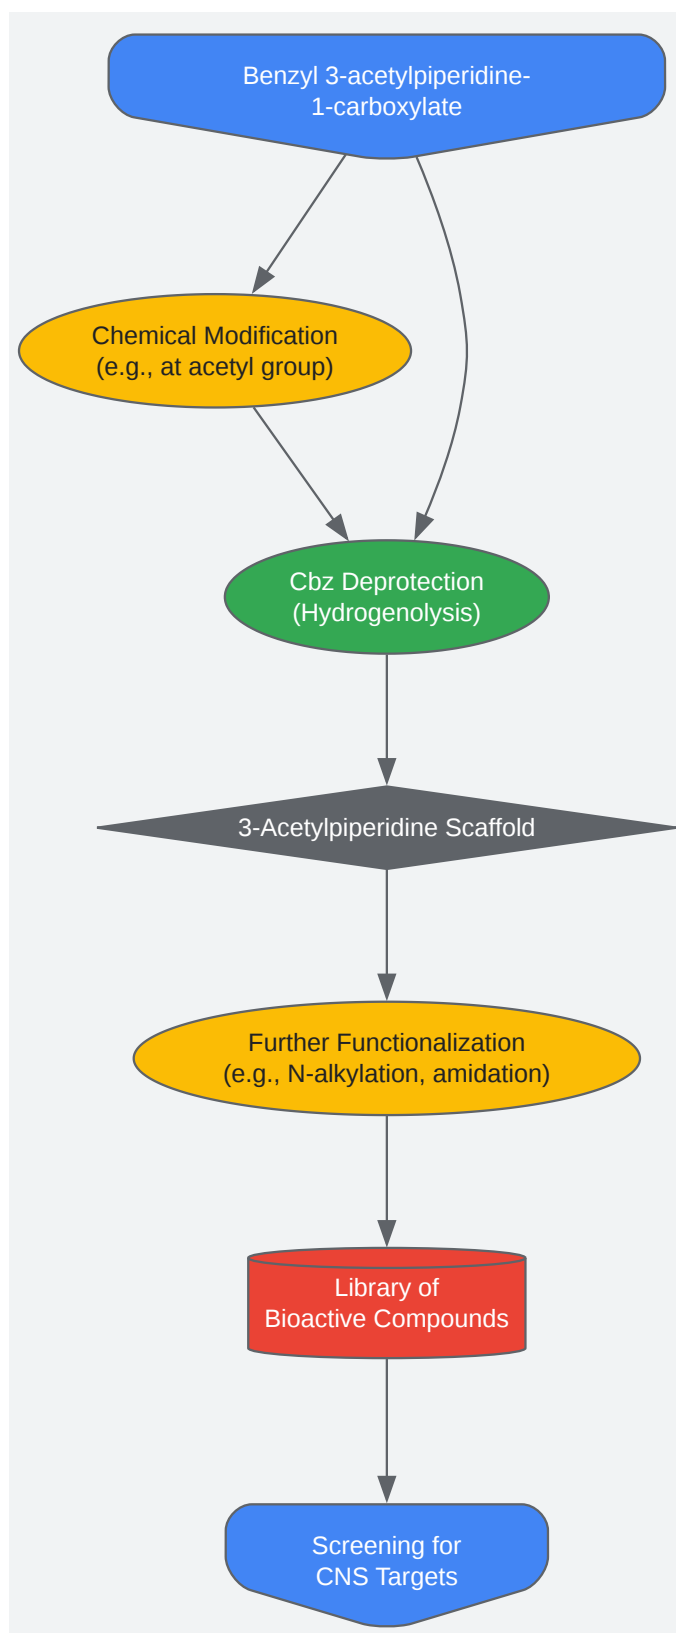 Benzyl 3-acetylpiperidine-
1-carboxylate
Chemical Modification
(e.g., at acetyl group)
Cbz Deprotection
(Hydrogenolysis)
3-Acetylpiperidine Scaffold
Further Functionalization
(e.g., N-alkylation, amidation)
Library of
Bioactive Compounds
Screening for
CNS Targets